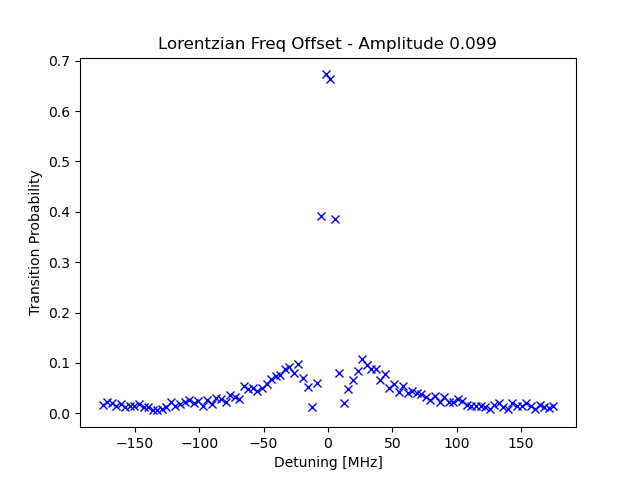 Lorentzian Freq Offset - Amplitude 0.099
Transition Probability
0.7
0.6
0.5
0.4
0.3
0.2
0.1
0.0
−150 −100 −50 0 50 100 150
Detuning [MHz]